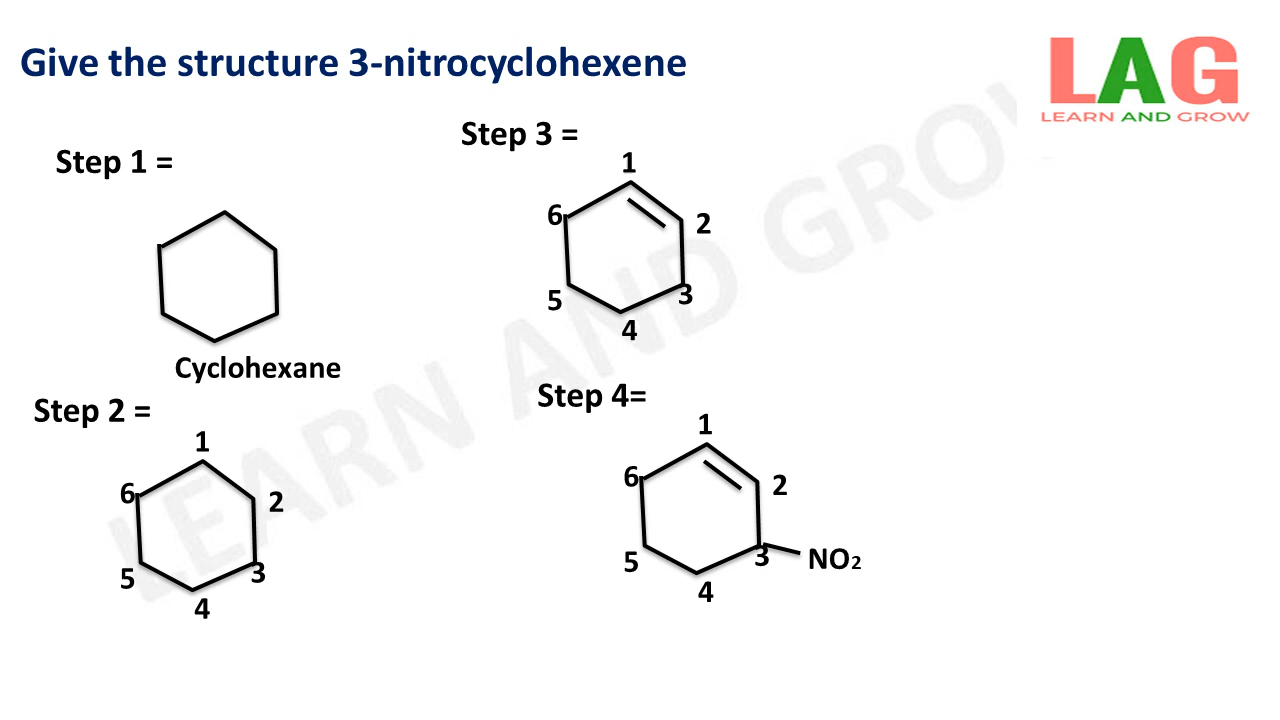 Give the structure 3-nitrocyclohexene
LAG
LEARN AND GROW
Step 1 =
Cyclohexane
Step 2 =
1
6
2
5
3
4
Step 3 =
1
6
2
5
3
4
Step 4=
1
6
2
5
3
NO₂
4
LEARN AND GROW